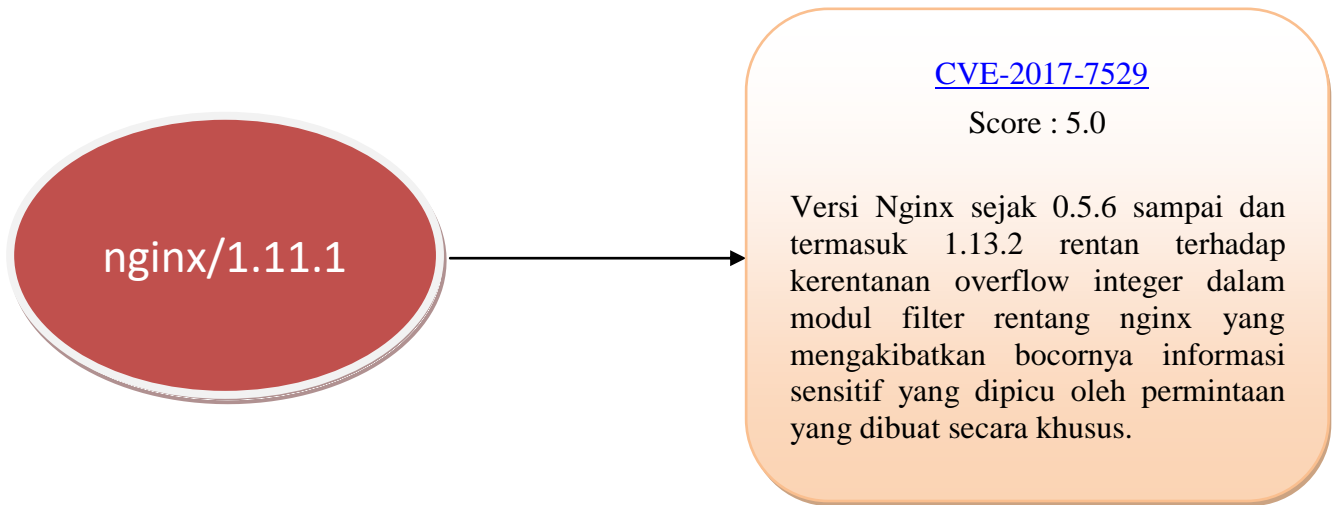 nginx/1.11.1
CVE-2017-7529
Score : 5.0
Versi Nginx sejak 0.5.6 sampai dan
termasuk 1.13.2 rentan terhadap
kerentanan overflow integer dalam
modul filter rentang nginx yang
mengakibatkan bocornya informasi
sensitif yang dipicu oleh permintaan
yang dibuat secara khusus.